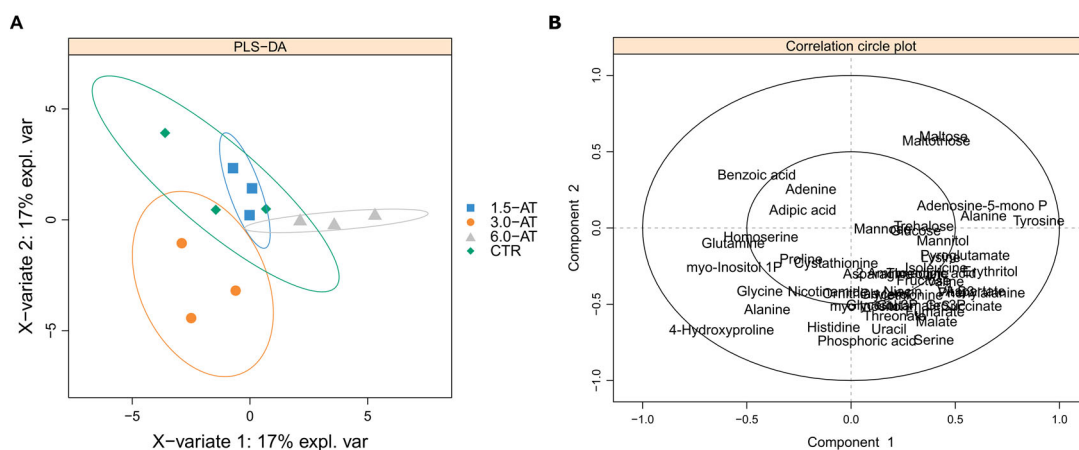 A
PLS−DA
5
0
−5
−5
0
5
X−variate 2: 17% expl. var
X−variate 1: 17% expl. var
1.5−AT
3.0−AT
6.0−AT
CTR
B
Correlation circle plot
1.0
0.5
0.0
−0.5
−1.0
−1.0
−0.5
0.0
0.5
1.0
Component 2
Component 1
Maltose
Maltotriose
Benzoic acid
Adenine
Adipic acid
Adenosine-5-mono P
Alanine
Tyrosine
Trehalose
Mannose
Glucose
Homoserine
Glutamine
Mannitol
Pyroglutamate
Lysine
Proline
Cystathionine
myo−Inositol 1P
Isoleucine
Erythritol
Fructose
Valine
Glycine
Nicotinamide
Niacin
Phenylalanine
Alanine
Succinate
Threonate
Fumarate
Malate
4−Hydroxyproline
Histidine
Uracil
Phosphoric acid
Serine